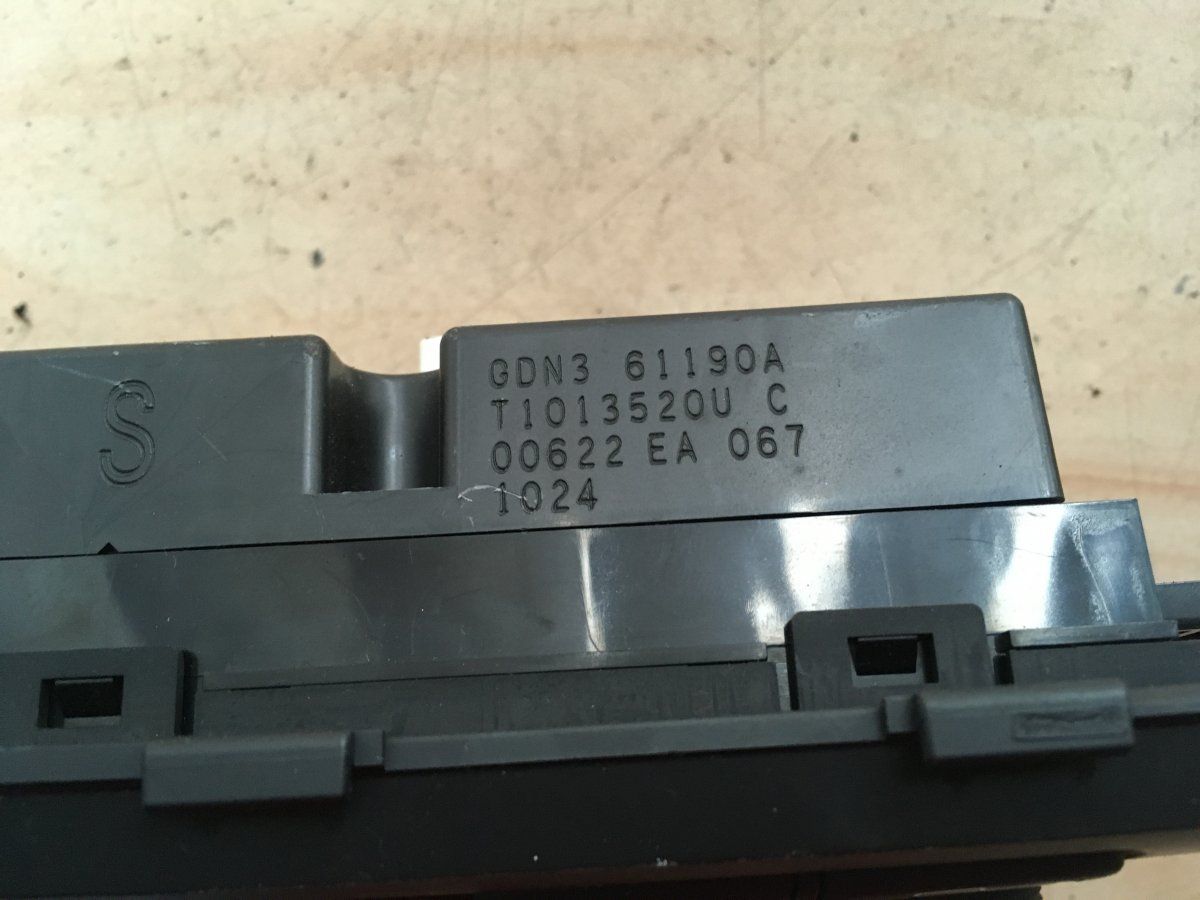 S
GDN3 61190A
T1013520U C
00622 EA 067
1024